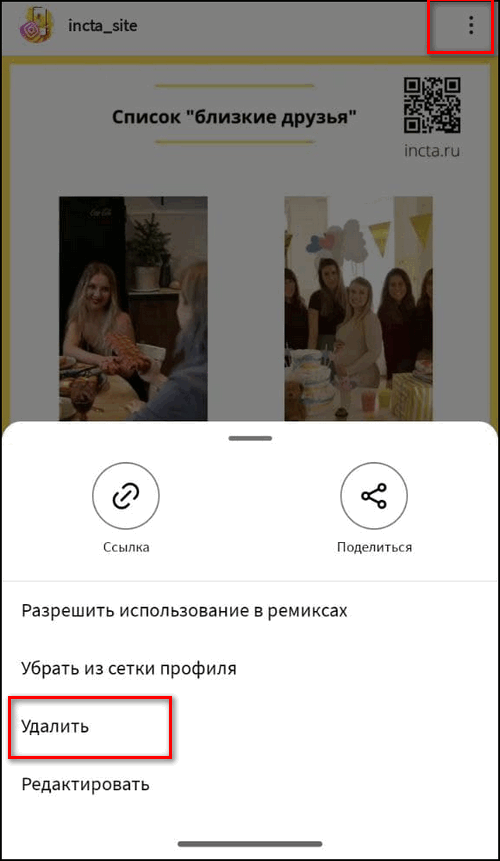 incta_site
Список "близкие друзья"
incta.ru
Ссылка
Поделиться
Разрешить использование в ремиксах
Убрать из сетки профиля
Удалить
Редактировать